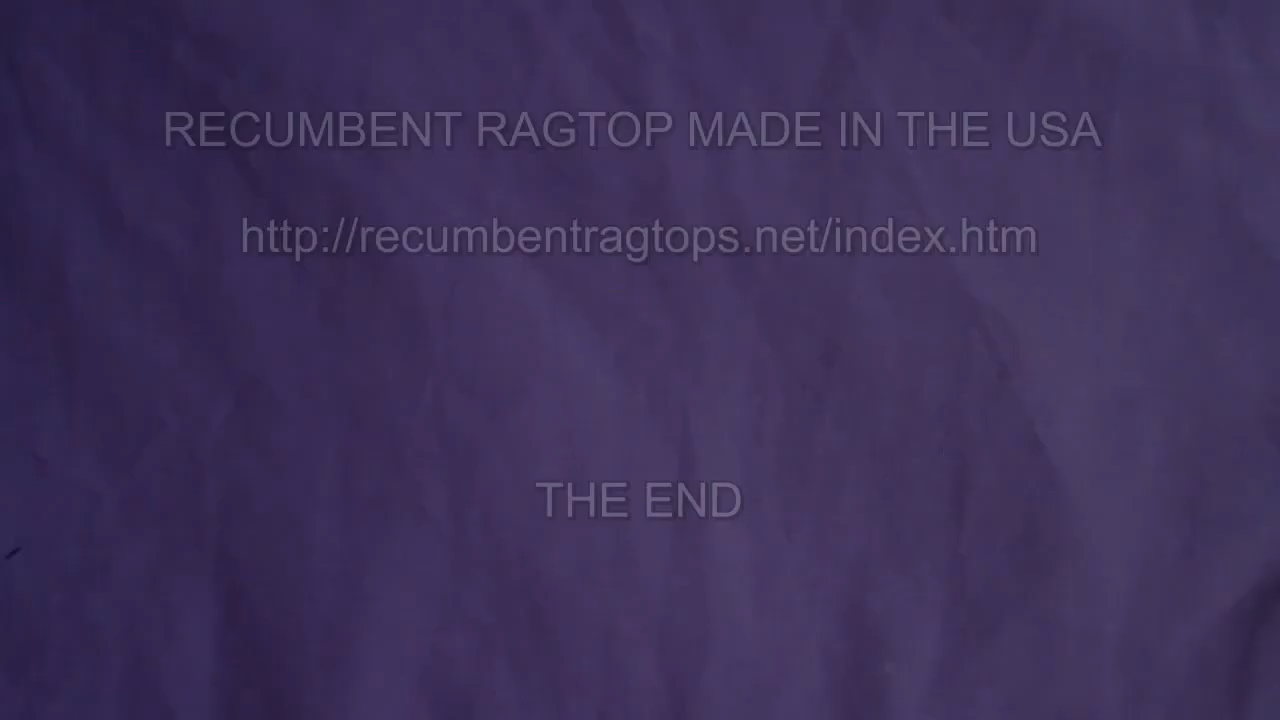 RECUMBENT RAGTOP MADE IN THE USA
http://recumbentragtops.net/index.htm
THE END